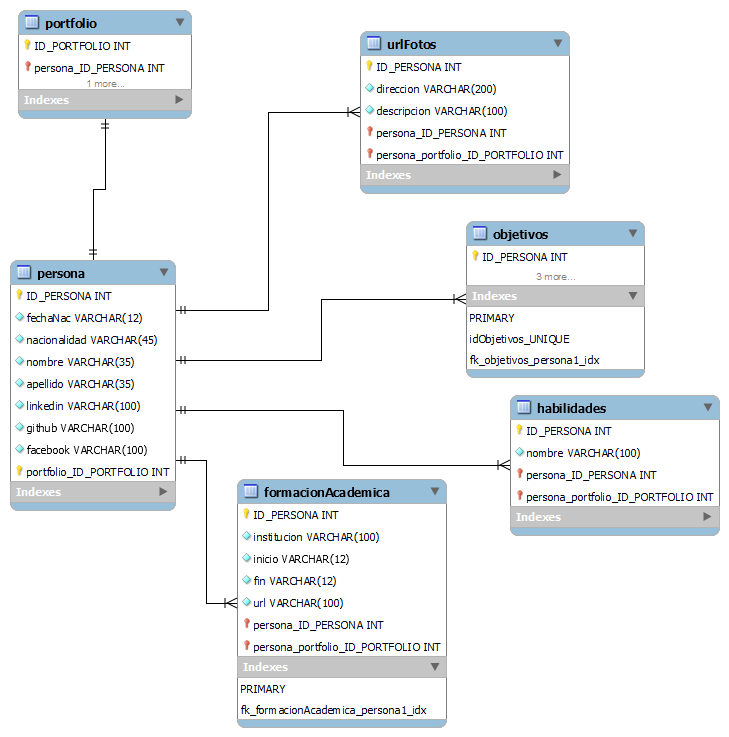 portfolio
ID_PORTFOLIO INT
persona_ID_PERSONA INT
1 more...
Indexes
urlFotos
ID_PERSONA INT
direccion VARCHAR(200)
descripcion VARCHAR(100)
persona_ID_PERSONA INT
persona_portfolio_ID_PORTFOLIO INT
Indexes
objetivos
ID_PERSONA INT
3 more...
Indexes
PRIMARY
idObjetivos_UNIQUE
fk_objetivos_persona1_idx
persona
ID_PERSONA INT
fechaNac VARCHAR(12)
nacionalidad VARCHAR(45)
nombre VARCHAR(35)
apellido VARCHAR(35)
linkedin VARCHAR(100)
github VARCHAR(100)
facebook VARCHAR(100)
portfolio_ID_PORTFOLIO INT
Indexes
habilidades
ID_PERSONA INT
nombre VARCHAR(100)
persona_ID_PERSONA INT
persona_portfolio_ID_PORTFOLIO INT
Indexes
formacionAcademica
ID_PERSONA INT
institucion VARCHAR(100)
inicio VARCHAR(12)
fin VARCHAR(12)
url VARCHAR(100)
persona_ID_PERSONA INT
persona_portfolio_ID_PORTFOLIO INT
Indexes
PRIMARY
fk_formacionAcademica_persona1_idx